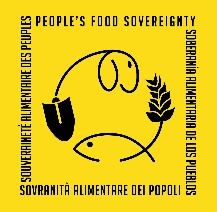 PEOPLE'S FOOD SOVEREIGNTY
SOBERANÍA ALIMENTARIA DE LOS PUEBLOS
SOVRANITÀ ALIMENTARE DEI POPOLI
SOUVERAINETÉ ALIMENTAIRE DES PEUPLES